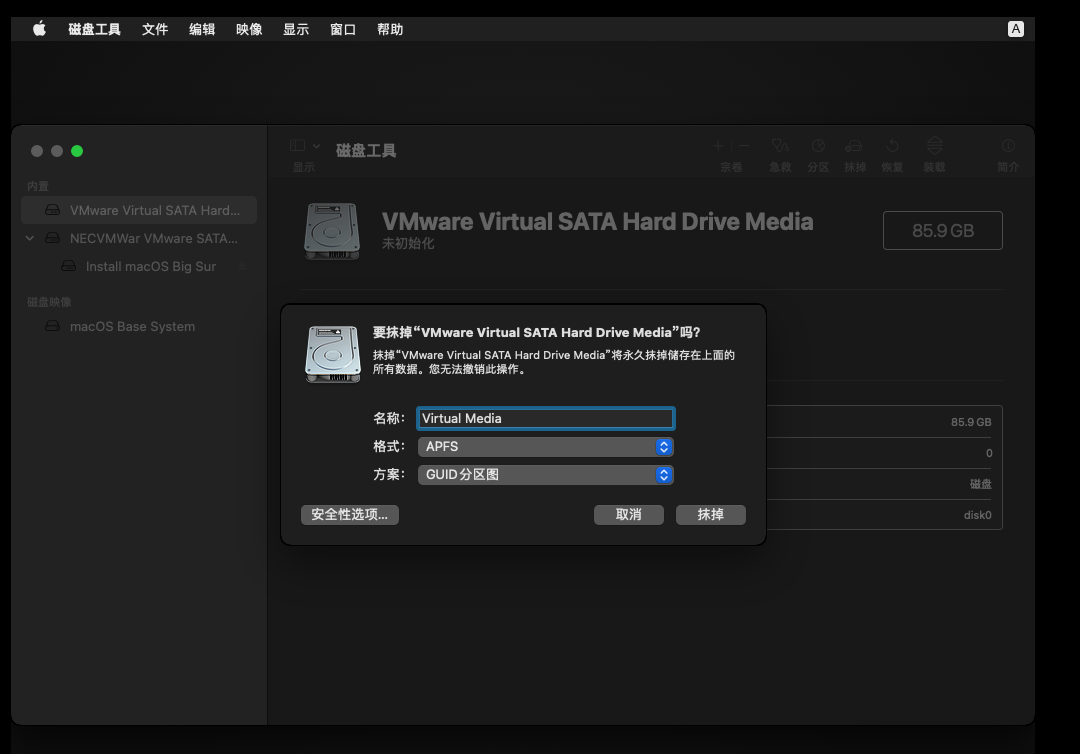 磁盘工具 文件 编辑 映像 显示 窗口 帮助 A
显示
磁盘工具
宗卷 急救 分区 抹掉 恢复 装载 简介
内置
VMware Virtual SATA Hard...
NECVMWar VMware SATA...
Install macOS Big Sur
磁盘映像
macOS Base System
VMware Virtual SATA Hard Drive Media
未初始化
85.9 GB
要抹掉“VMware Virtual SATA Hard Drive Media”吗?
抹掉“VMware Virtual SATA Hard Drive Media”将永久抹掉储存在上面的
所有数据。您无法撤销此操作。
名称: Virtual Media
格式: APFS
方案: GUID分区图
安全性选项... 取消 抹掉
85.9 GB
0
磁盘
disk0